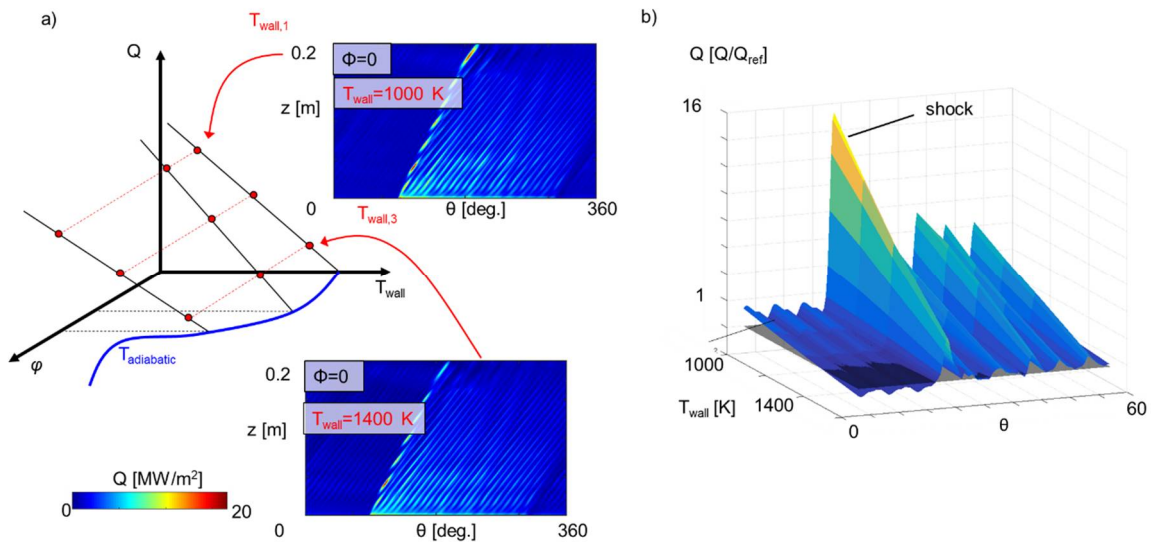 a)
Q
T_wall,1
0.2
Φ=0
T_wall=1000 K
z [m]
0
θ [deg.]
360
T_wall,3
T_wall
φ
T_adiabatic
0.2
Φ=0
T_wall=1400 K
z [m]
0
θ [deg.]
360
Q [MW/m²]
0
20
b)
Q [Q/Q_ref]
16
shock
1
1000
T_wall [K]
1400
0
θ
60